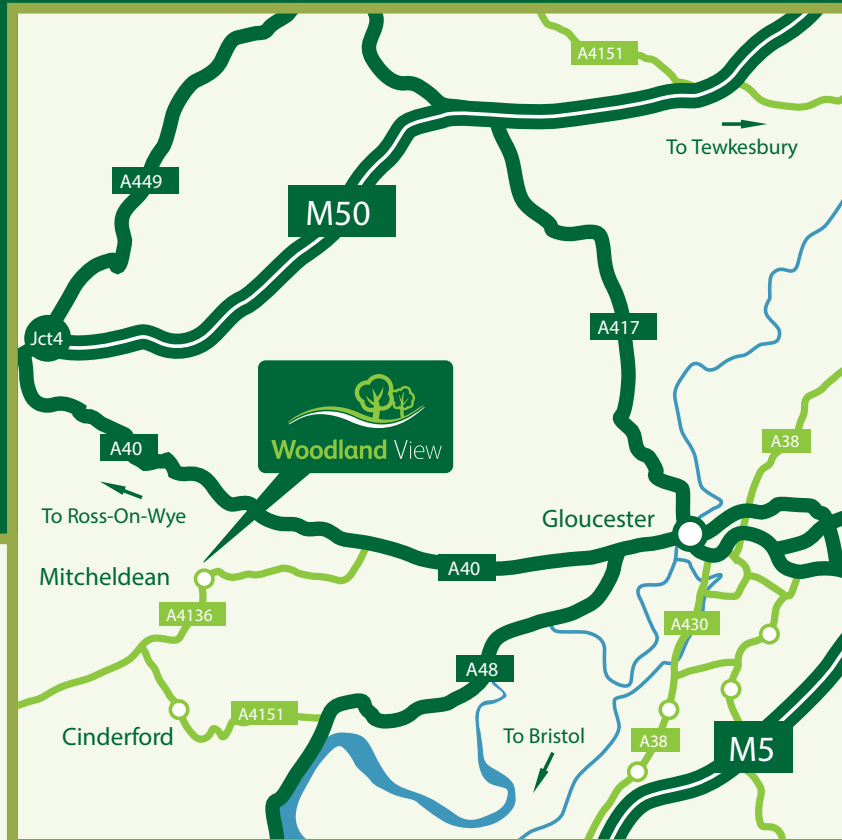 A4151
To Tewkesbury
A449
M50
A417
Jct4
Woodland View
A38
A40
To Ross-On-Wye
Gloucester
A40
Mitcheldean
A4136
A430
A48
A4151
Cinderford
To Bristol
A38
M5